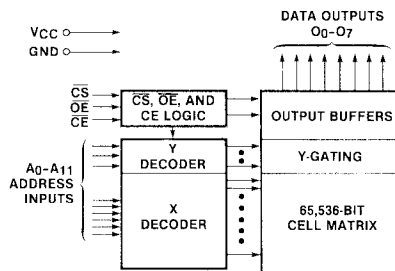 DATA OUTPUTS
O0-O7
VCC
GND
CS
OE
CE
CS, OE, AND
CE LOGIC
OUTPUT BUFFERS
Y
DECODER
Y-GATING
A0-A11
ADDRESS
INPUTS
X
DECODER
65,536-BIT
CELL MATRIX